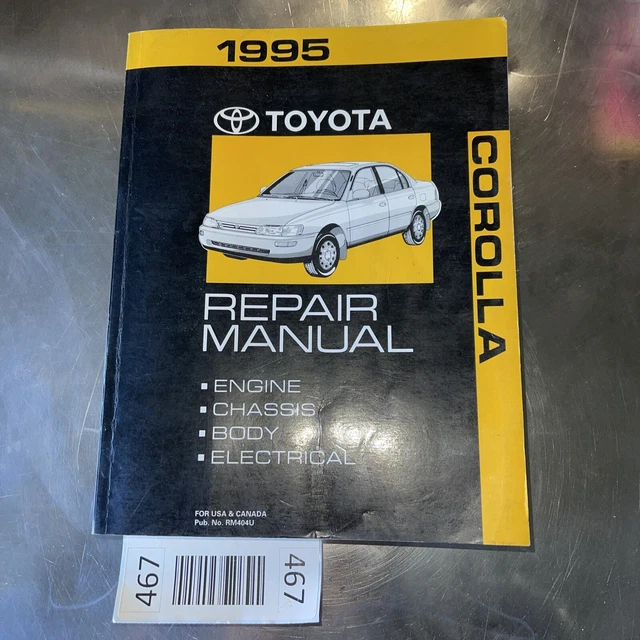 1995
TOYOTA
COROLLA
REPAIR
MANUAL
▪ ENGINE
▪ CHASSIS
▪ BODY
▪ ELECTRICAL
FOR USA & CANADA
Pub. No. RM404U
467
467